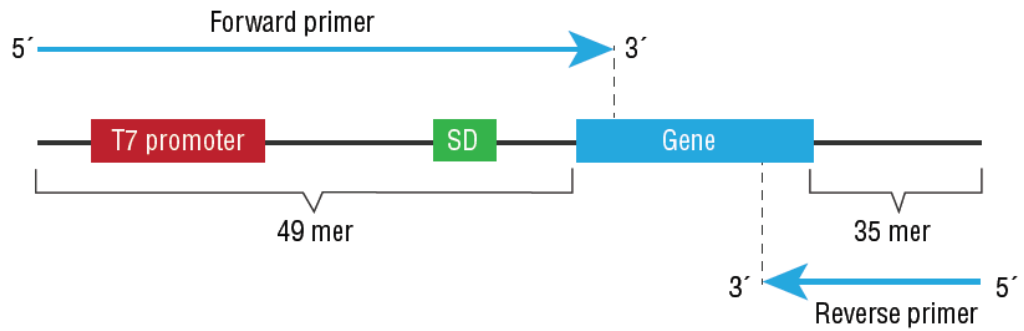 Forward primer
5´ 3´
T7 promoter SD Gene
49 mer 35 mer
3´ 5´
Reverse primer